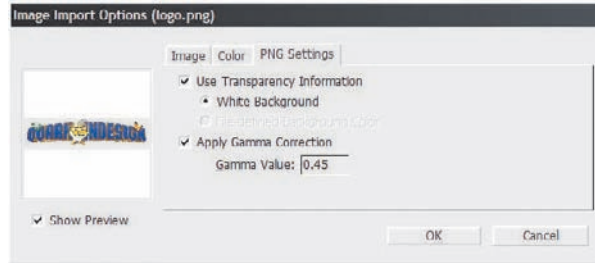 Image Import Options (logo.png)
Image Color PNG Settings
Use Transparency Information
White Background
File-defined Background Color
Apply Gamma Correction
Gamma Value: 0.45
Show Preview
OK Cancel